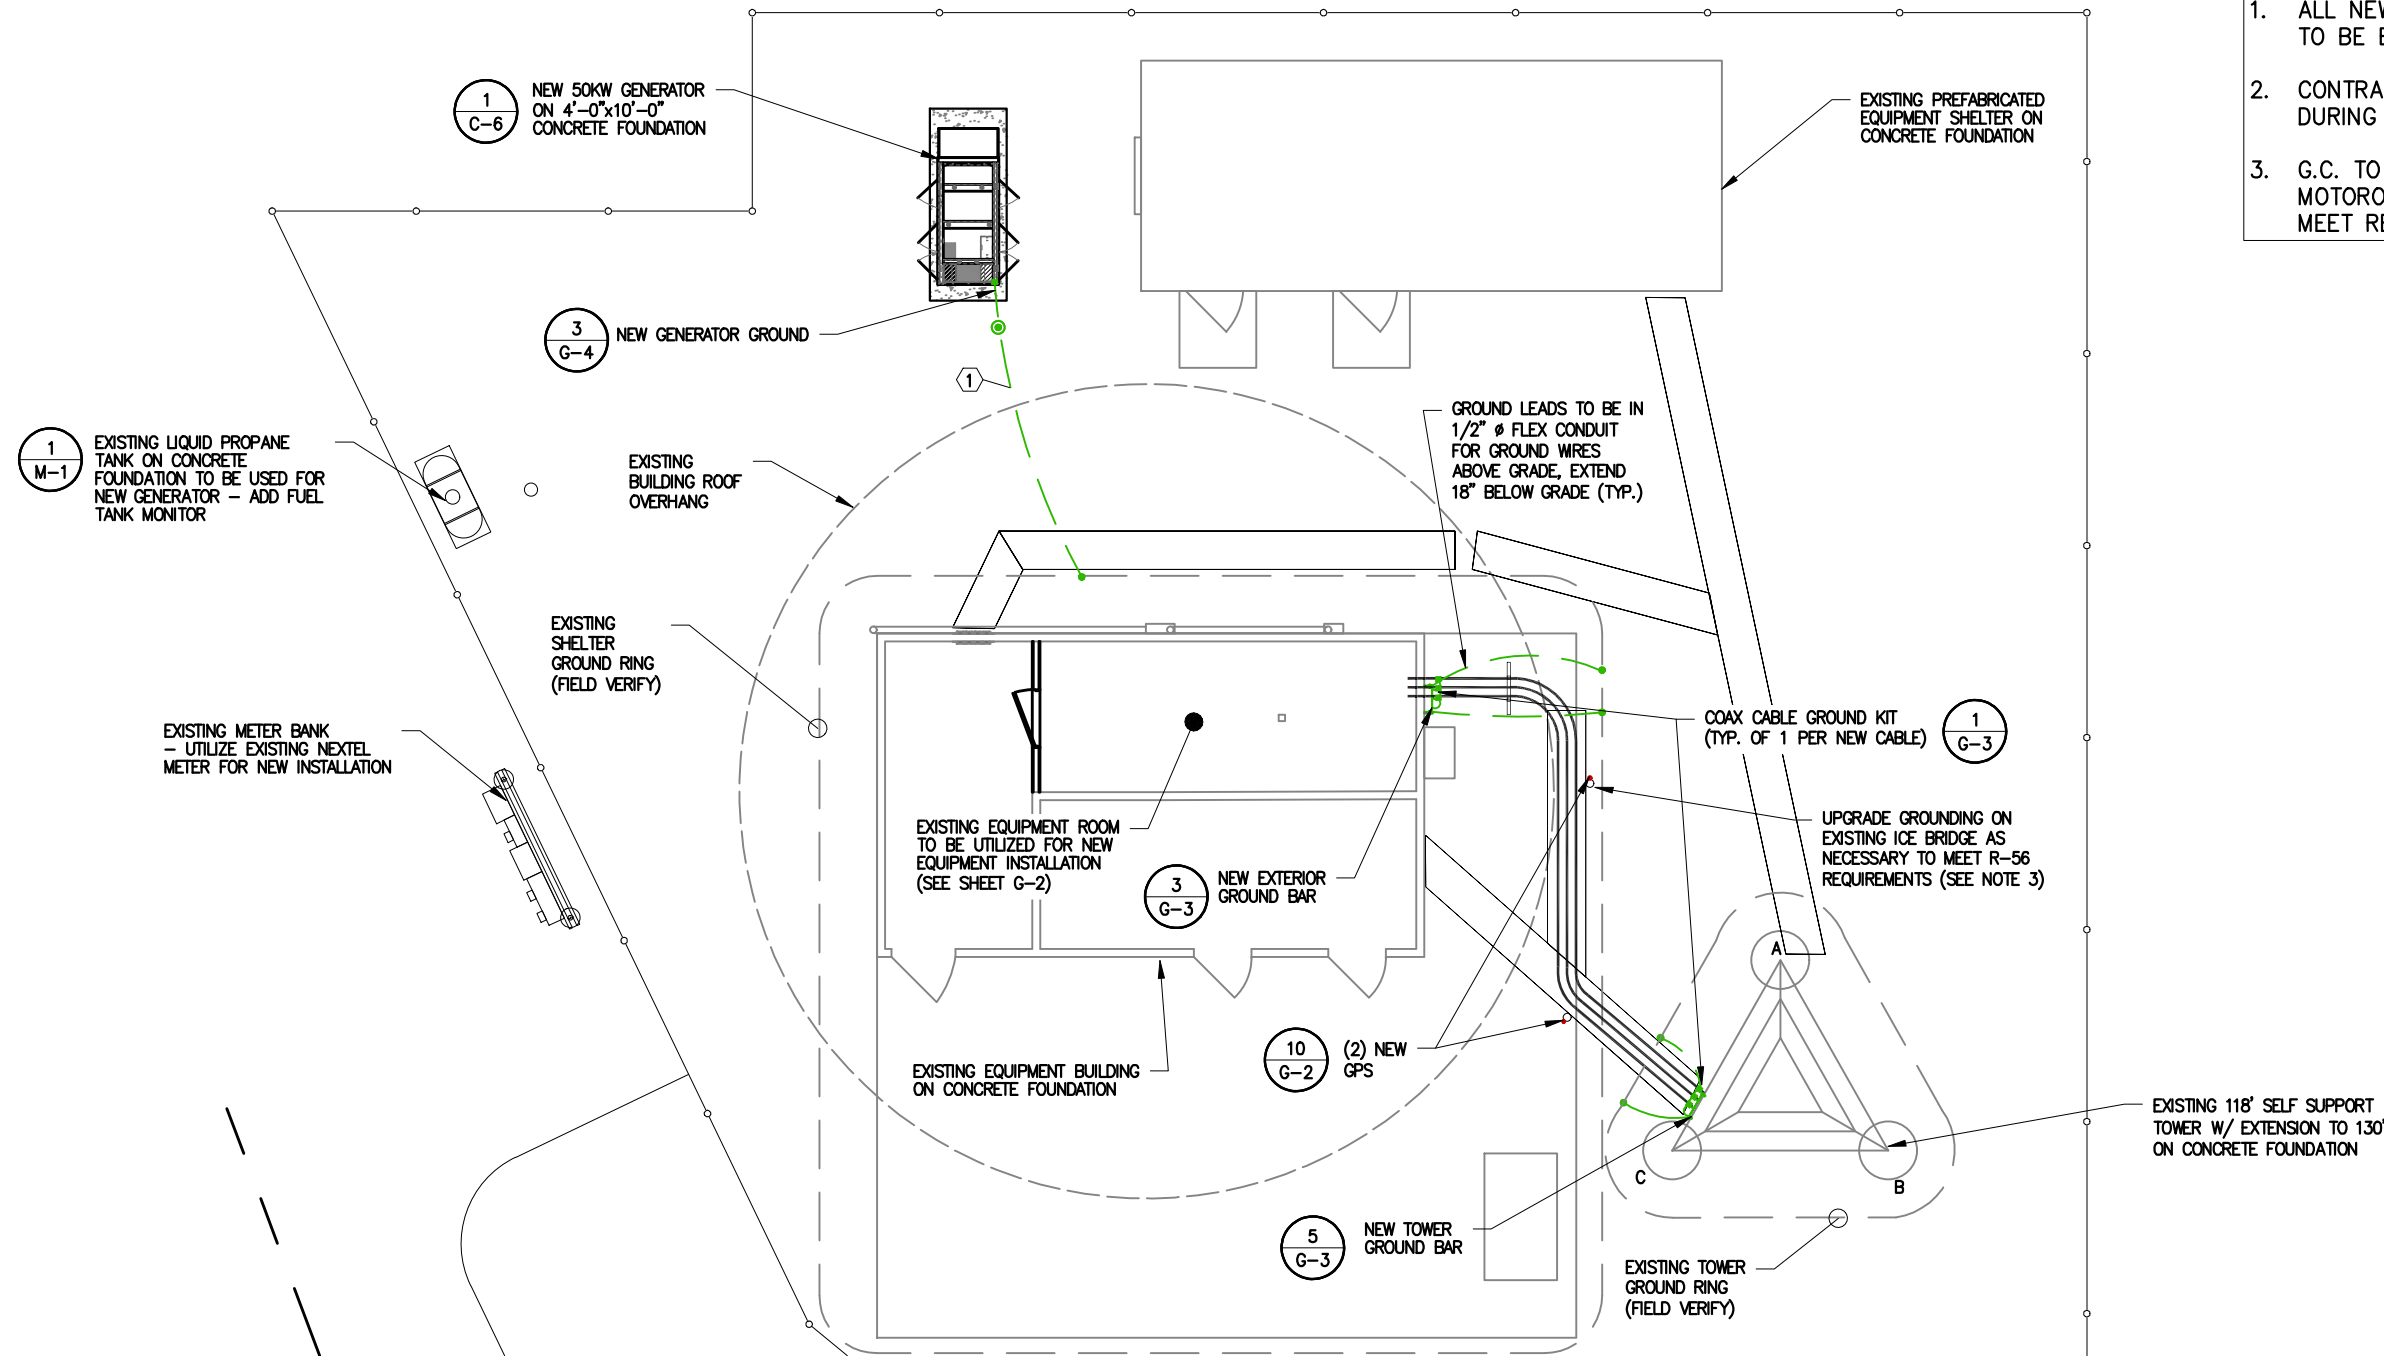 1. ALL NEW
TO BE
2. CONTRA
DURING
3. G.C. TO
MOTORO
MEET RE
1
C-6
NEW 50KW GENERATOR
ON 4'-0"x10'-0"
CONCRETE FOUNDATION
EXISTING PREFABRICATED
EQUIPMENT SHELTER ON
CONCRETE FOUNDATION
3
G-4
NEW GENERATOR GROUND
1
GROUND LEADS TO BE IN
1/2" ø FLEX CONDUIT
FOR GROUND WIRES
ABOVE GRADE, EXTEND
18" BELOW GRADE (TYP.)
1
M-1
EXISTING LIQUID PROPANE
TANK ON CONCRETE
FOUNDATION TO BE USED FOR
NEW GENERATOR - ADD FUEL
TANK MONITOR
EXISTING
BUILDING ROOF
OVERHANG
EXISTING
SHELTER
GROUND RING
(FIELD VERIFY)
EXISTING METER BANK
- UTILIZE EXISTING NEXTEL
METER FOR NEW INSTALLATION
COAX CABLE GROUND KIT
(TYP. OF 1 PER NEW CABLE)
1
G-3
EXISTING EQUIPMENT ROOM
TO BE UTILIZED FOR NEW
EQUIPMENT INSTALLATION
(SEE SHEET G-2)
3
G-3
NEW EXTERIOR
GROUND BAR
UPGRADE GROUNDING ON
EXISTING ICE BRIDGE AS
NECESSARY TO MEET R-56
REQUIREMENTS (SEE NOTE 3)
A
EXISTING EQUIPMENT BUILDING
ON CONCRETE FOUNDATION
10
G-2
(2) NEW
GPS
EXISTING 118' SELF SUPPORT
TOWER W/ EXTENSION TO 130'
ON CONCRETE FOUNDATION
C
B
5
G-3
NEW TOWER
GROUND BAR
EXISTING TOWER
GROUND RING
(FIELD VERIFY)